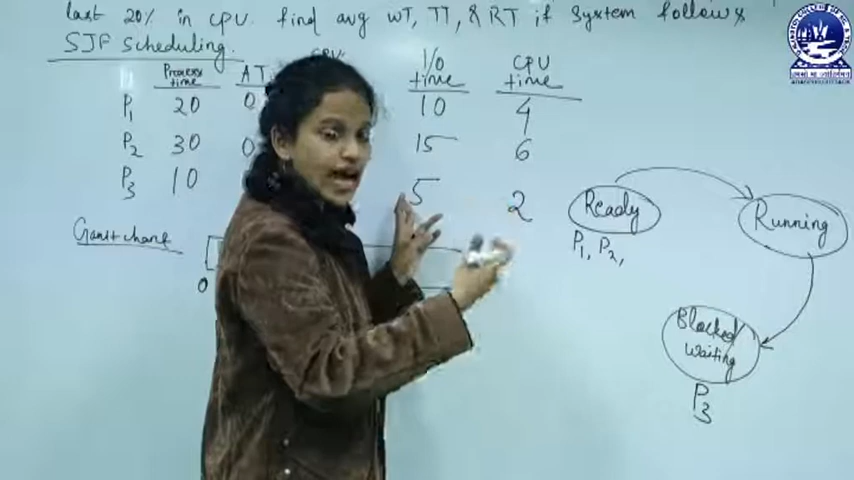 last 20% in CPU. find avg WT, TT, & RT if System follows
SJF Scheduling.
Process time AT CPU I/O time CPU time
P1 20 0 10 4
P2 30 0 15 6
P3 10 5 2
Gantt chart
0
Ready
P1, P2,
Running
Blocked/
Waiting
P3